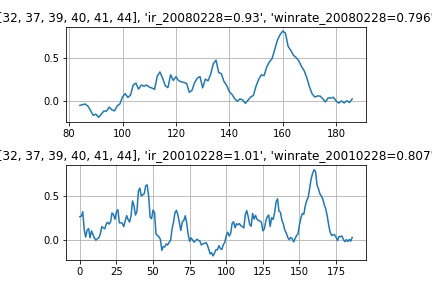 [32, 37, 39, 40, 41, 44], 'ir_20080228=0.93', 'winrate_20080228=0.796'
0.5
0.0
80 100 120 140 160 180
[32, 37, 39, 40, 41, 44], 'ir_20010228=1.01', 'winrate_20010228=0.807'
0.5
0.0
0 25 50 75 100 125 150 175